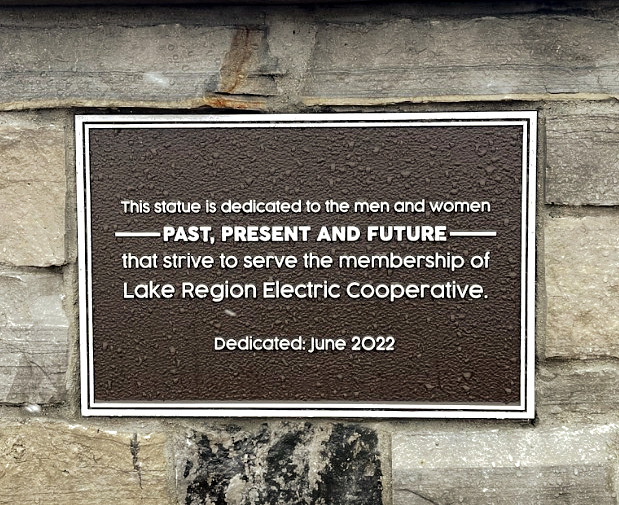 This statue is dedicated to the men and women
PAST, PRESENT AND FUTURE
that strive to serve the membership of
Lake Region Electric Cooperative.
Dedicated: June 2022